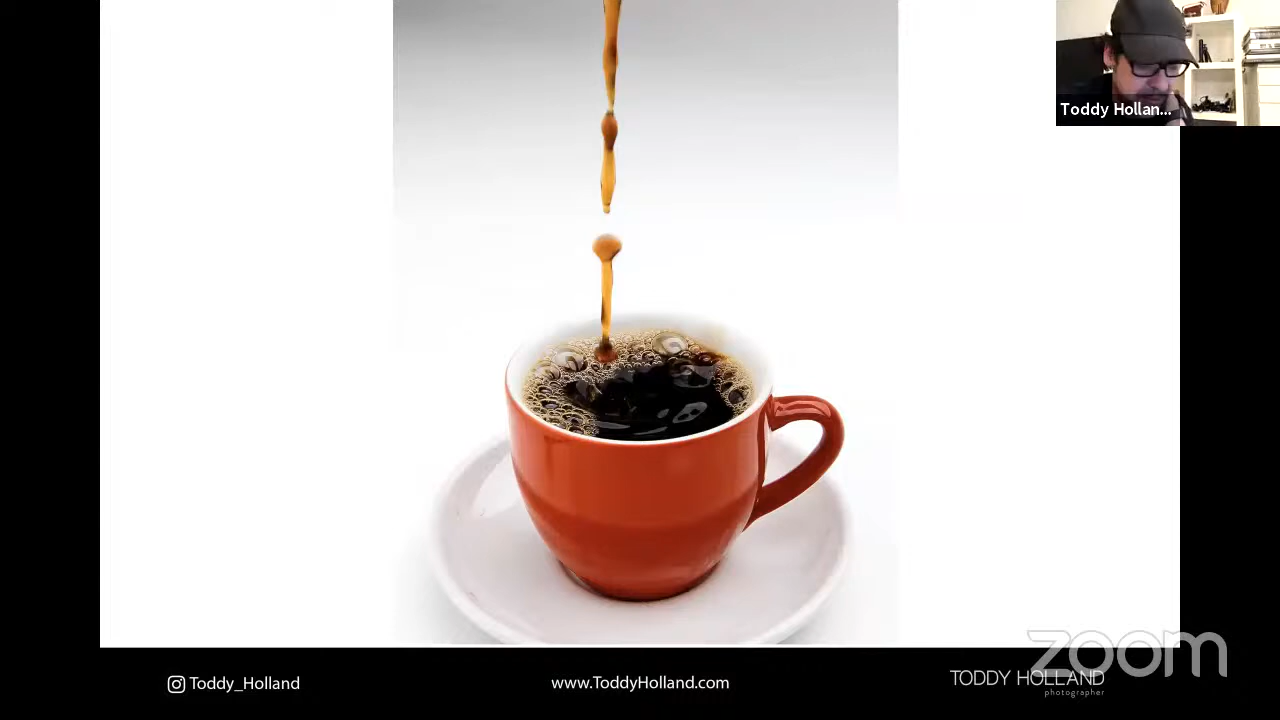 Toddy Hollan...
zoom
Toddy_Holland
www.ToddyHolland.com
TODDY HOLLAND
photographer